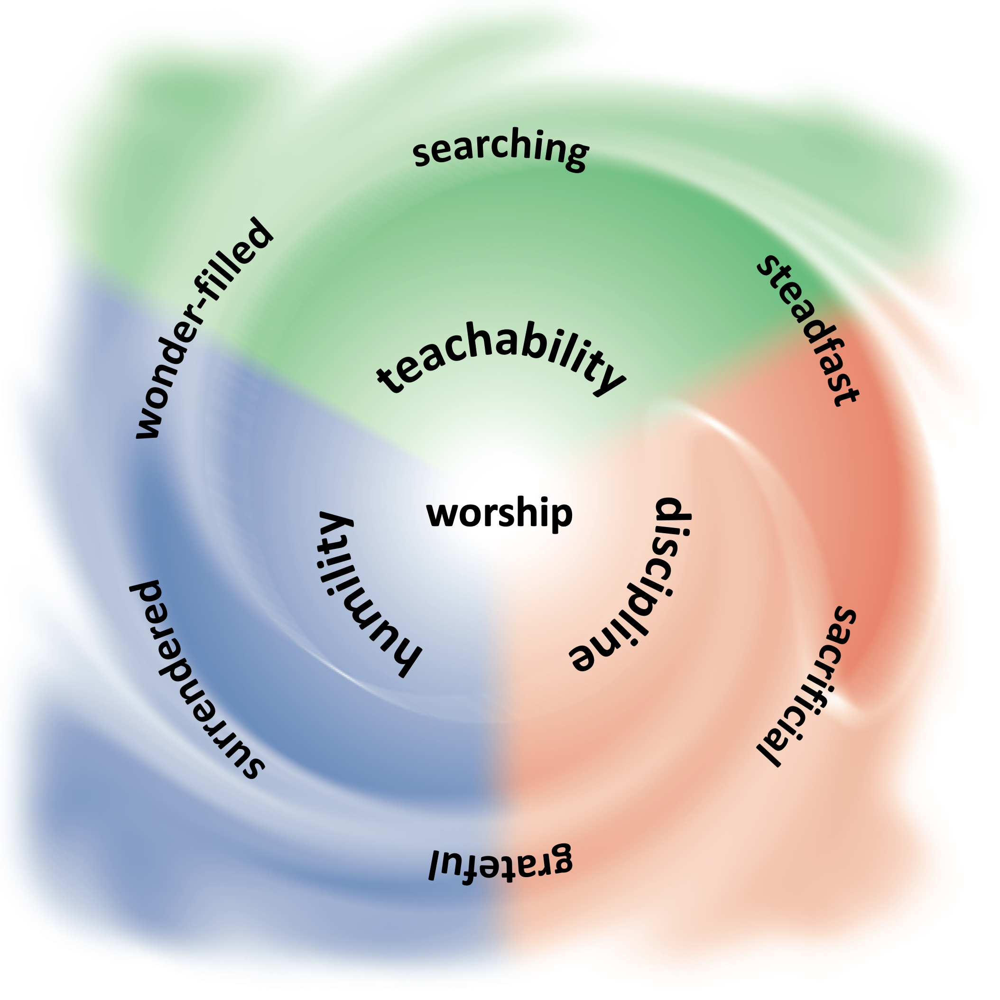 searching
steadfast
sacrificial
grateful
surrendered
wonder-filled
teachability
discipline
humility
worship